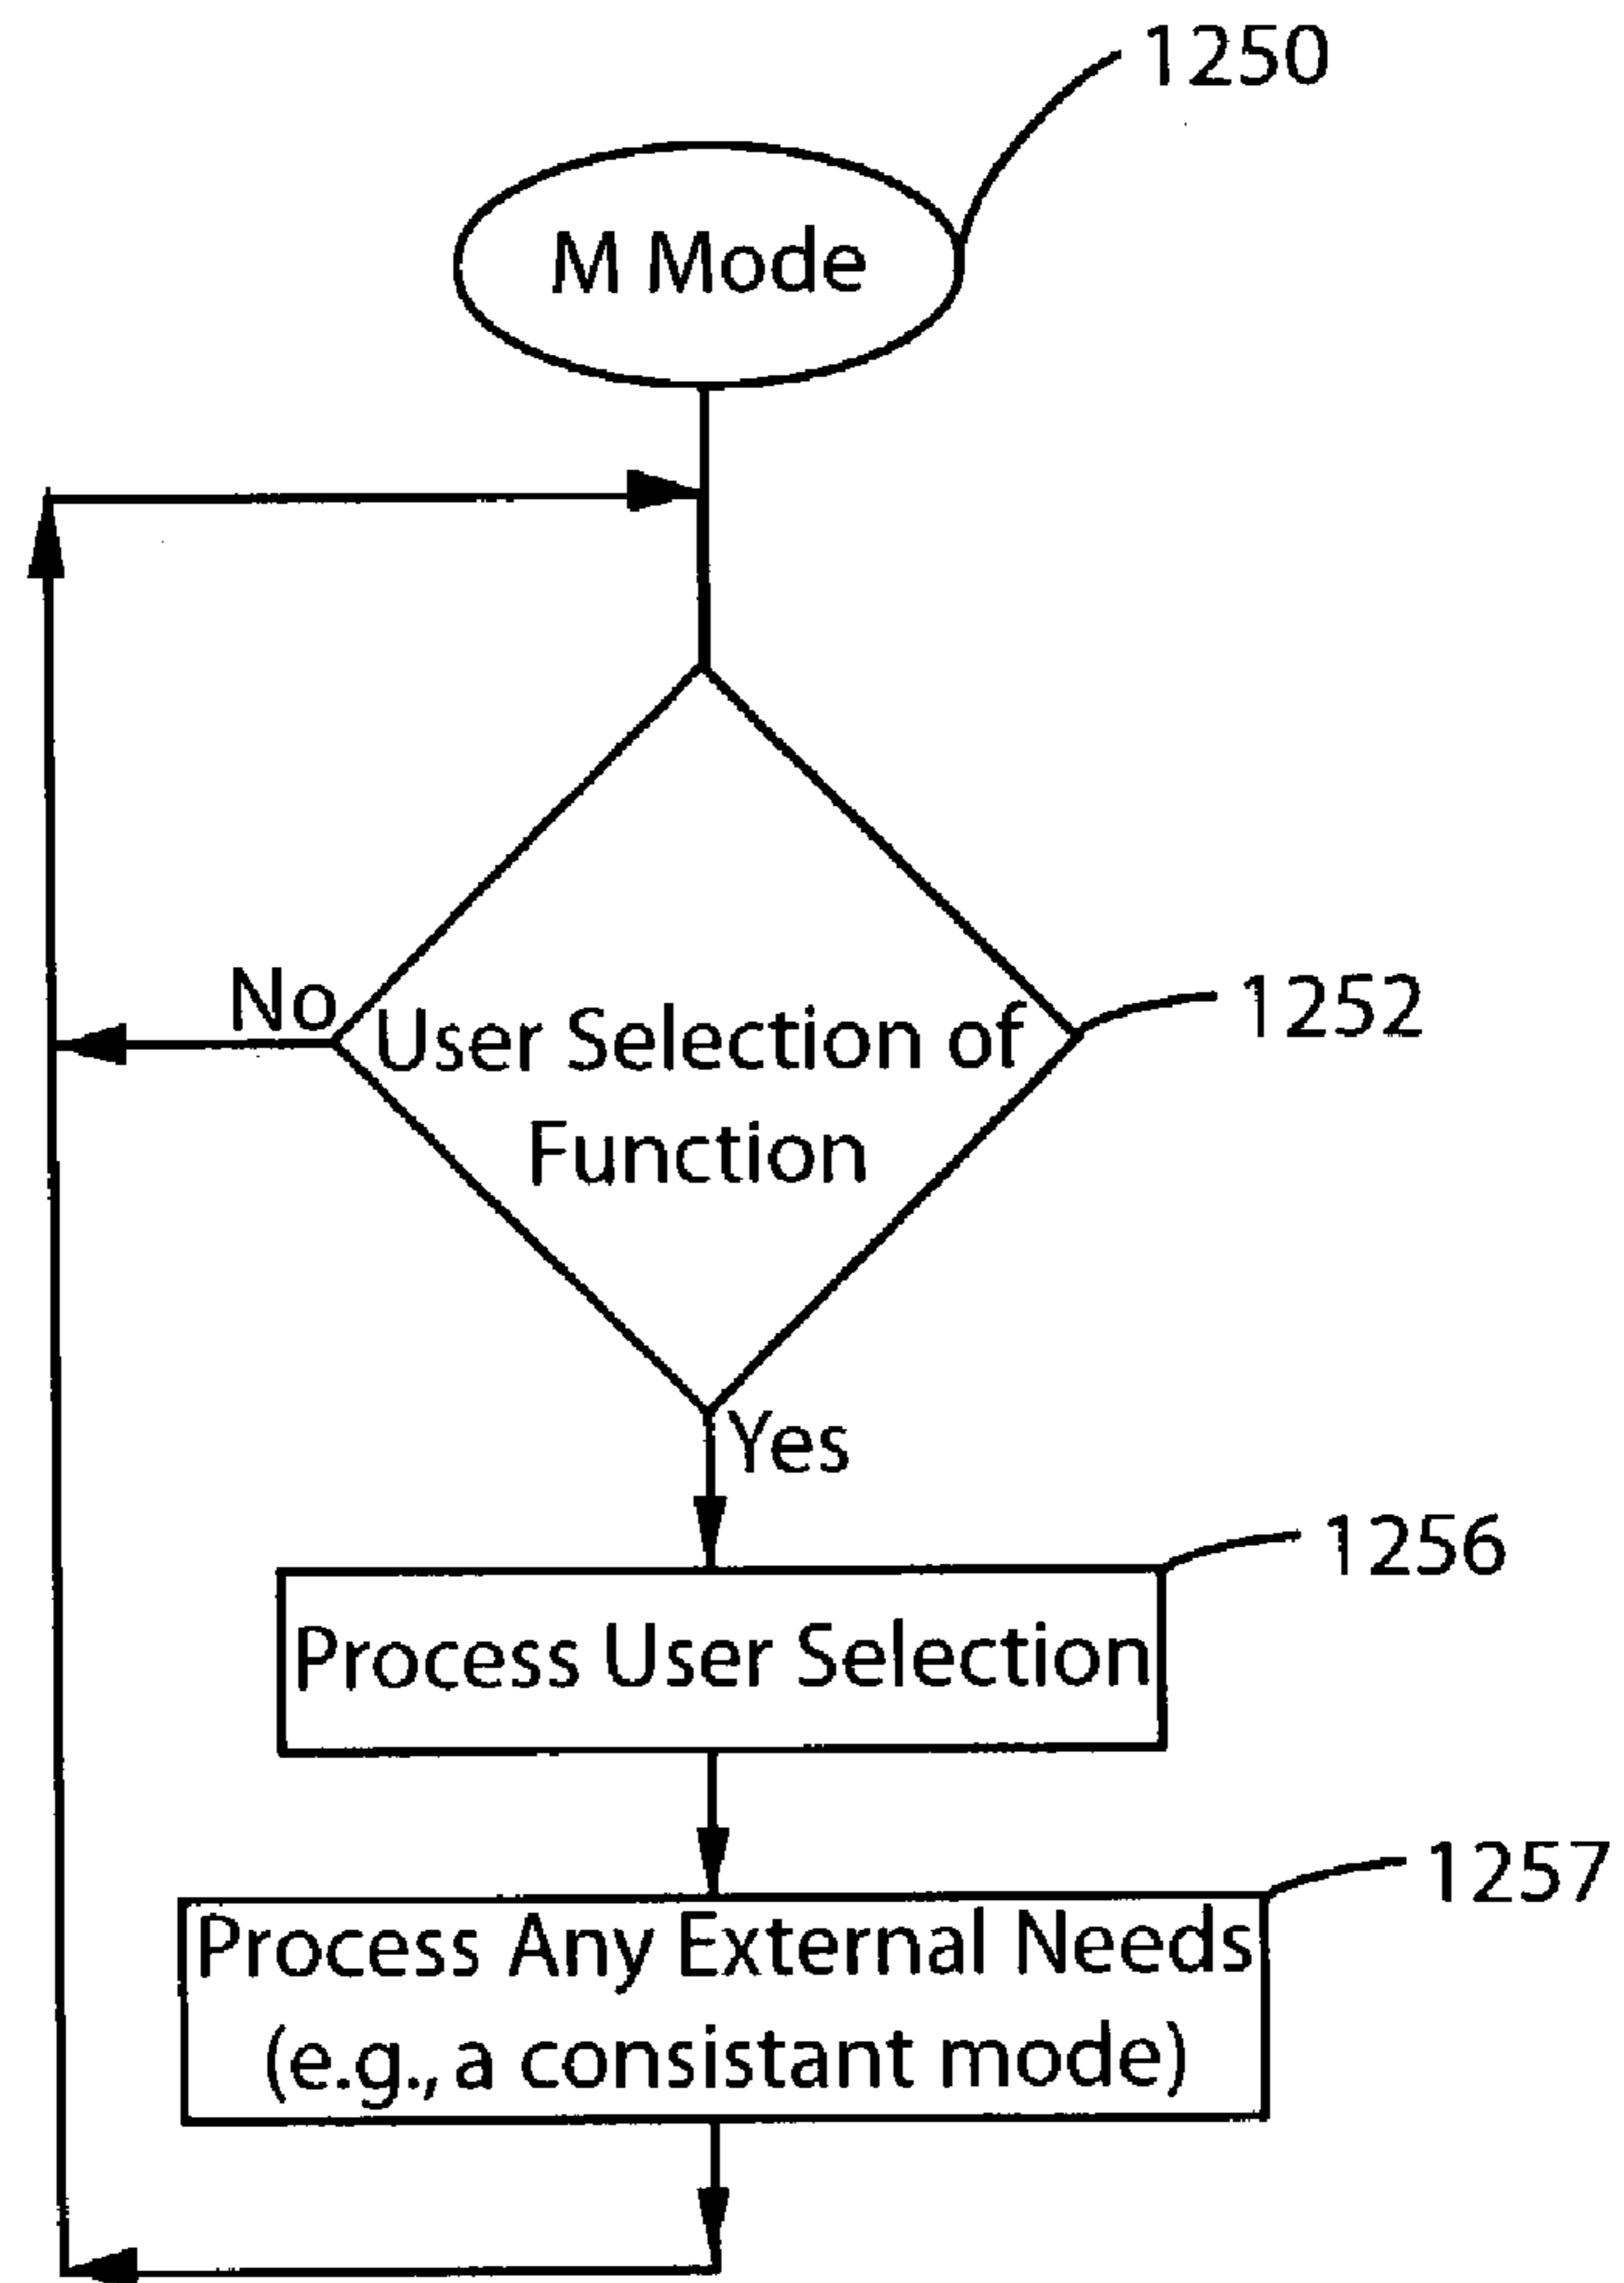 1250
M Mode
No
User Selection of
Function
1252
Yes
1256
Process User Selection
1257
Process Any External Needs
(e.g., a consistant mode)